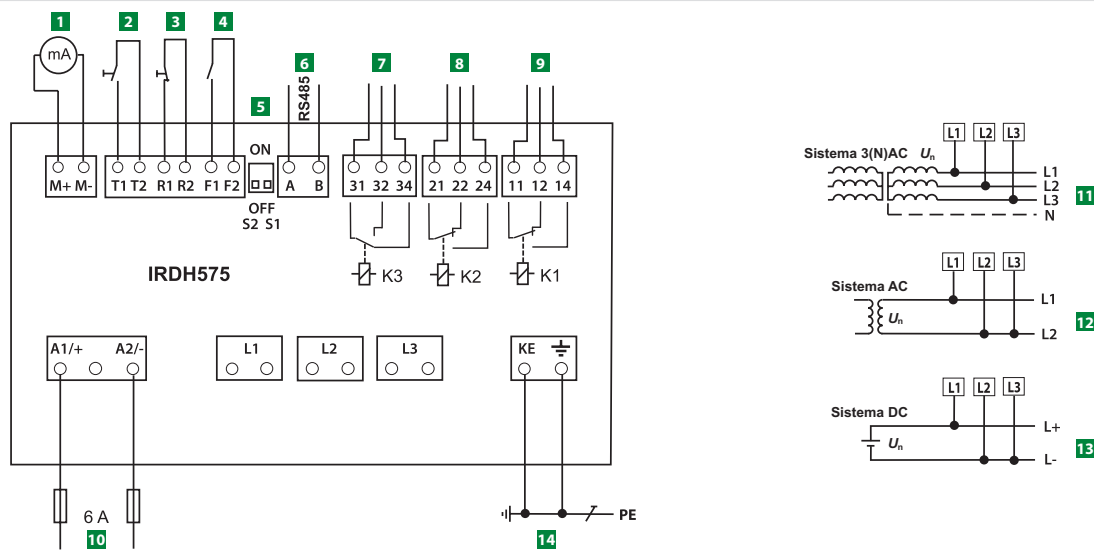 1 2 3 4
mA
6 7 8 9
RS485
5
ON
M+ M- T1 T2 R1 R2 F1 F2 A B 31 32 34 21 22 24 11 12 14
OFF
S2 S1
IRDH575 K3 K2 K1
A1/+ A2/- L1 L2 L3 KE
6 A
10
PE
14
L1 L2 L3
Sistema 3(N)AC Un
L1
L2
L3
N
11
L1 L2 L3
Sistema AC
L1
Un
L2
12
L1 L2 L3
Sistema DC
L+
Un
L-
13